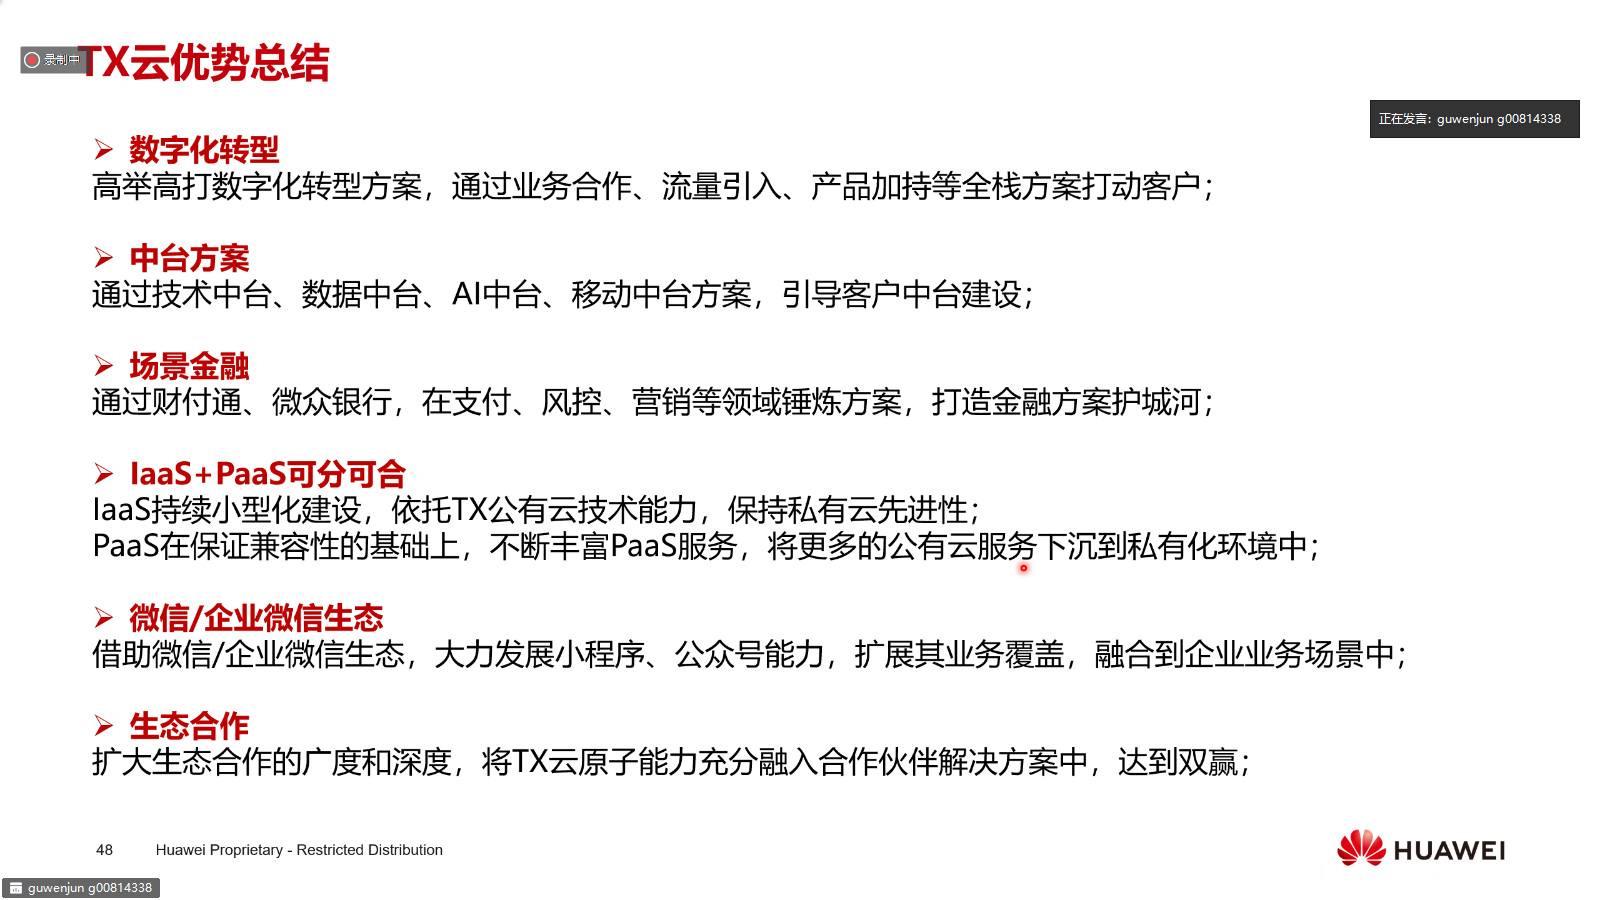 录制中
TX云优势总结
正在发言: guwenjun g00814338
数字化转型
高举高打数字化转型方案，通过业务合作、流量引入、产品加持等全栈方案打动客户；
中台方案
通过技术中台、数据中台、AI中台、移动中台方案，引导客户中台建设；
场景金融
通过财付通、微众银行，在支付、风控、营销等领域锤炼方案，打造金融方案护城河；
IaaS+PaaS可分可合
IaaS持续小型化建设，依托TX公有云技术能力，保持私有云先进性；
PaaS在保证兼容性的基础上，不断丰富PaaS服务，将更多的公有云服务下沉到私有化环境中；
微信/企业微信生态
借助微信/企业微信生态，大力发展小程序、公众号能力，扩展其业务覆盖，融合到企业业务场景中；
生态合作
扩大生态合作的广度和深度，将TX云原子能力充分融入合作伙伴解决方案中，达到双赢；
48 Huawei Proprietary - Restricted Distribution
HUAWEI
guwenjun g00814338